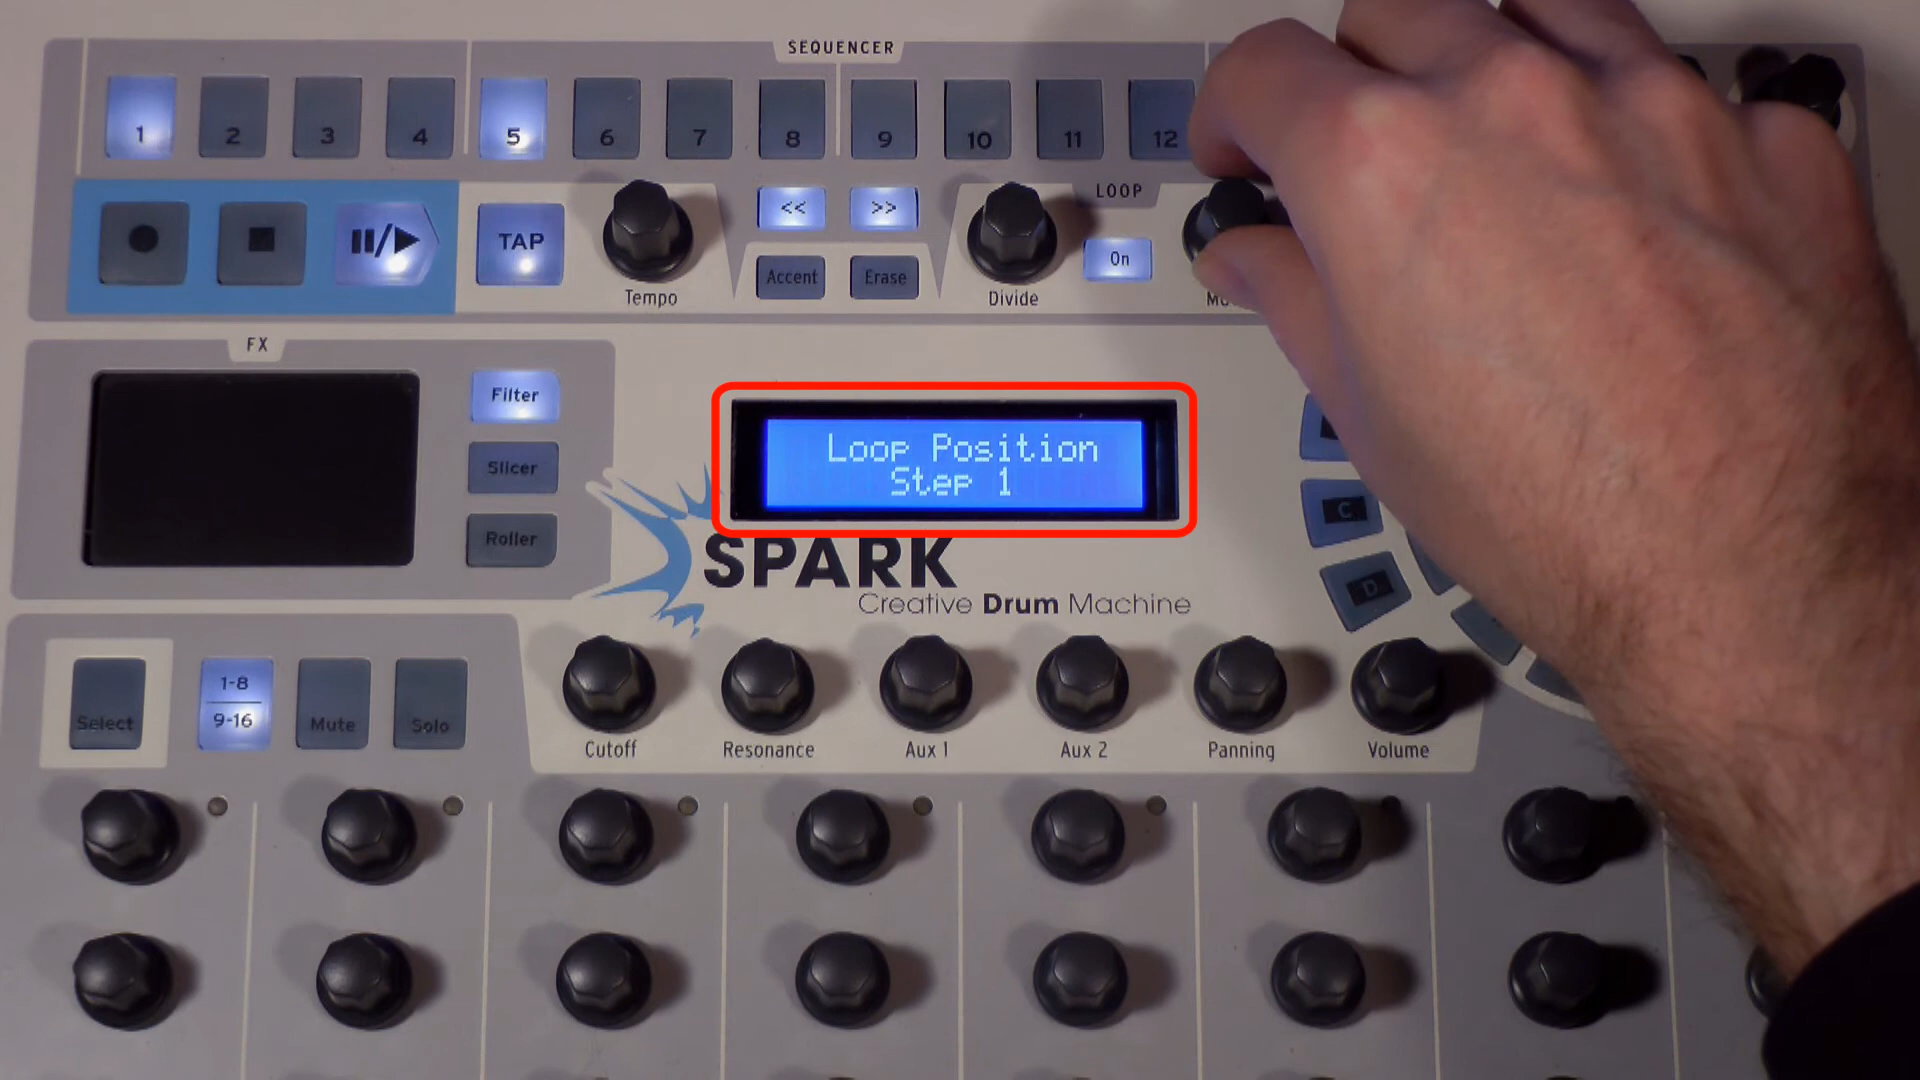 SEQUENCER
1 2 3 4 5 6 7 8 9 10 11 12
LOOP
<< >>
TAP
On
Accent Erase
Tempo
Divide
FX
Filter
Slicer
Roller
Loop Position
Step 1
C
D
SPARK
Creative Drum Machine
Select
1-8
9-16
Mute
Solo
Cutoff Resonance Aux 1 Aux 2 Panning Volume